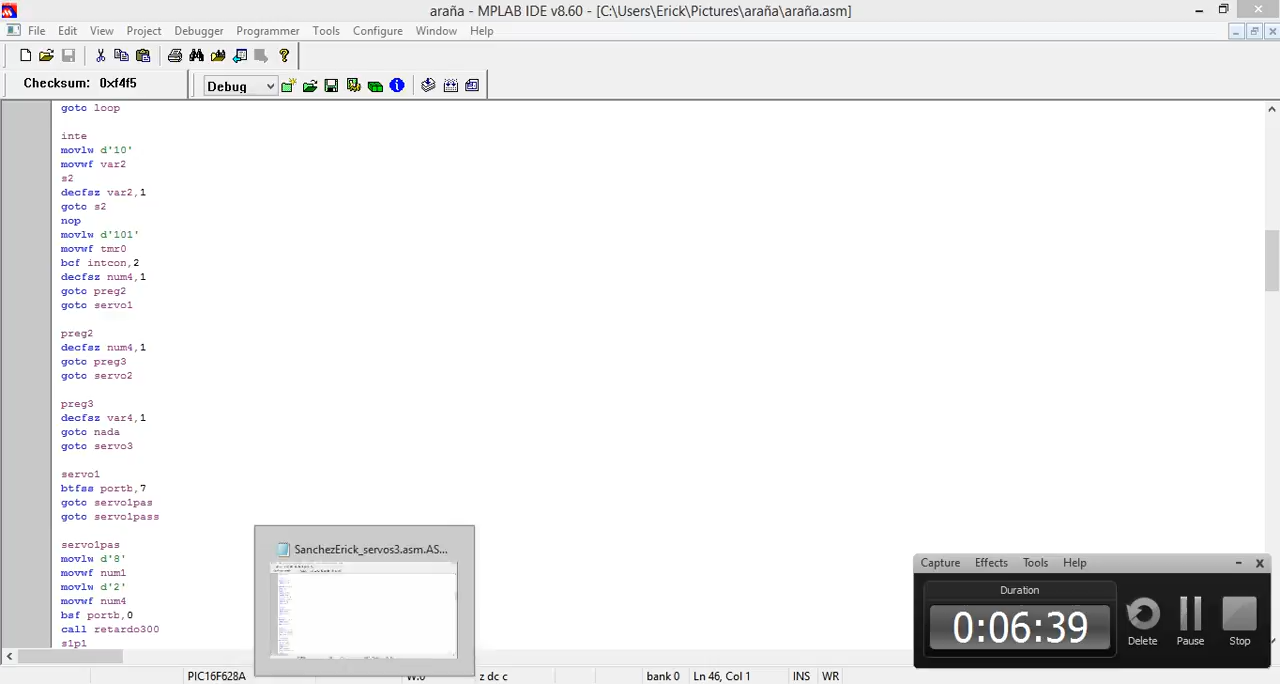 araña - MPLAB IDE v8.60 - [C:\Users\Erick\Pictures\araña\araña.asm]
File Edit View Project Debugger Programmer Tools Configure Window Help
Checksum: 0xf4f5
Debug
goto loop
inte
movlw d'10'
movwf var2
s2
decfsz var2,1
goto s2
nop
movlw d'101'
movwf tmr0
bcf intcon,2
decfsz num4,1
goto preg2
goto servo1
preg2
decfsz num4,1
goto preg3
goto servo2
preg3
decfsz var4,1
goto nada
goto servo3
servo1
btfss portb,7
goto servo1pas
goto servo1pass
servo1pas
movlw d'8'
movwf num1
movlw d'2'
movwf num4
bsf portb,0
call retardo300
s1p1
SanchezErick_servos3.asm.AS...
Capture Effects Tools Help
Duration
0:06:39
Delete Pause Stop
PIC16F628A W:0 z dc c bank 0 Ln 46, Col 1 INS WR